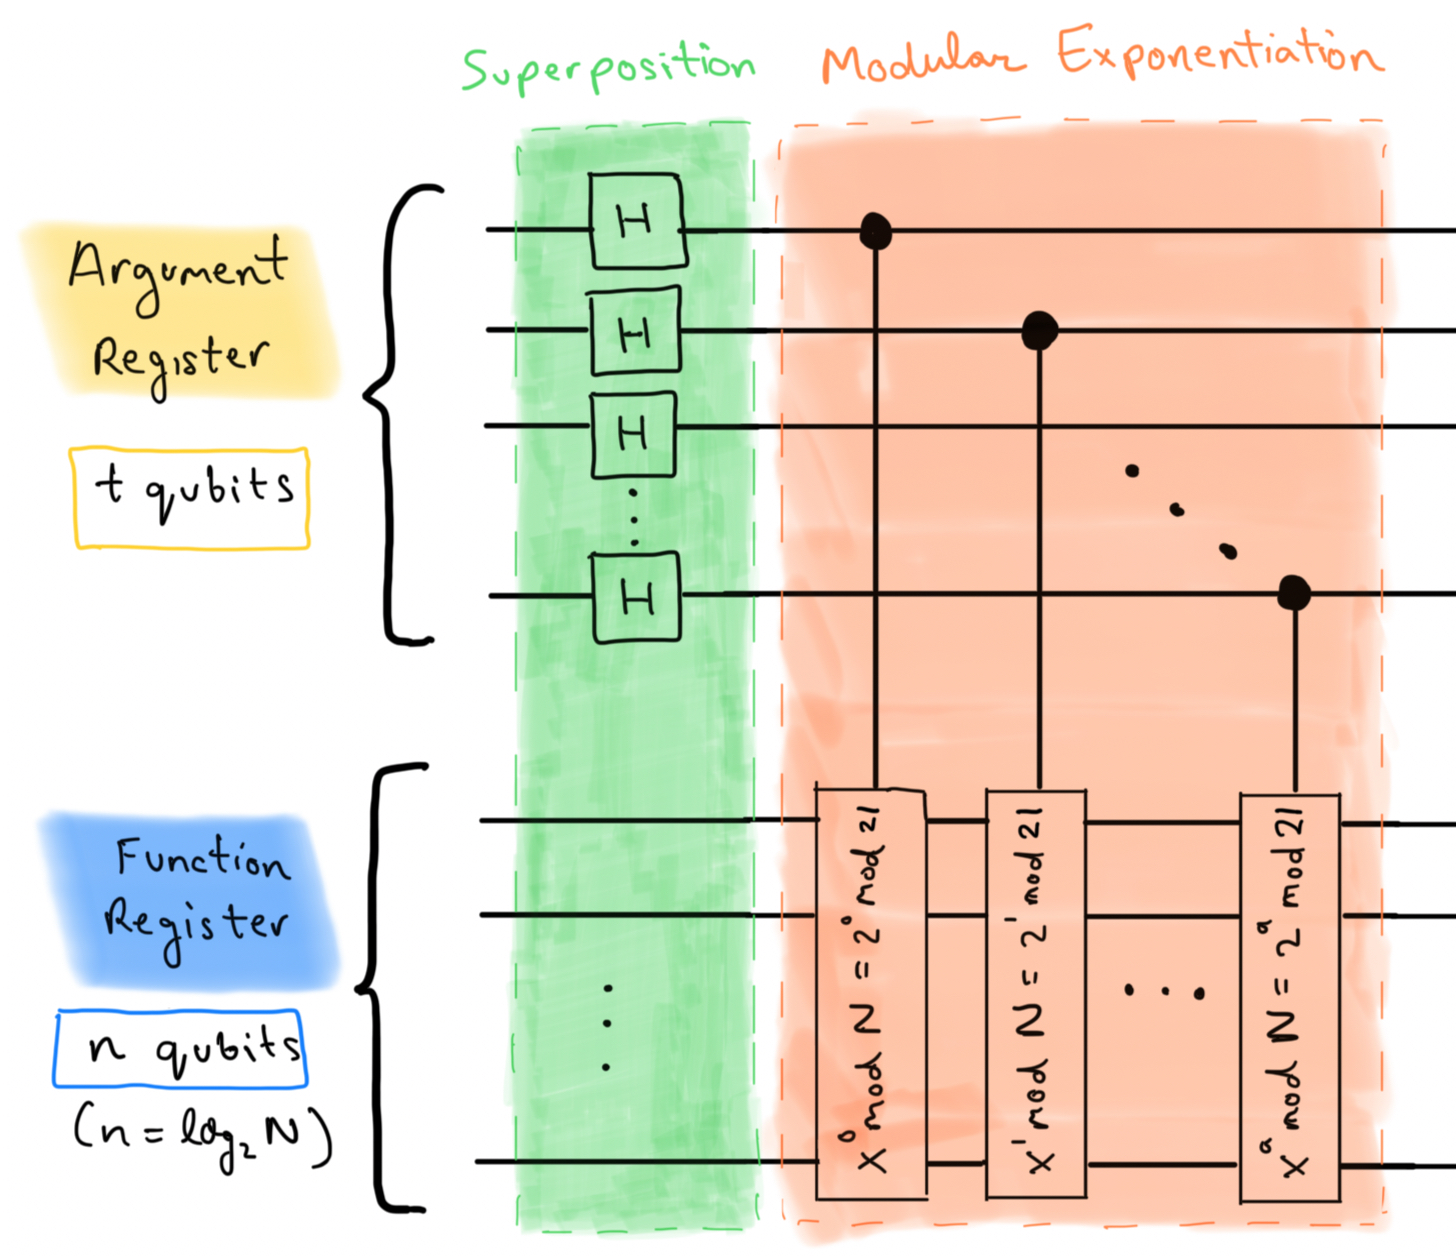 Superposition
Modular Exponentiation
Argument
Register
t qubits
H
H
H
H
Function
Register
n qubits
(n = log₂ N)
x⁰ mod N = 2⁰ mod 21
x¹ mod N = 2¹ mod 21
xᵃ mod N = 2ᵃ mod 21